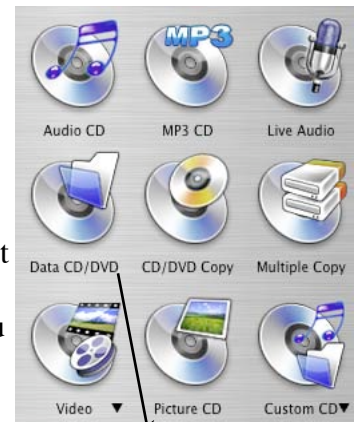 MP3
Audio CD MP3 CD Live Audio
t
Data CD/DVD CD/DVD Copy Multiple Copy
u
Video ▼ Picture CD Custom CD▼